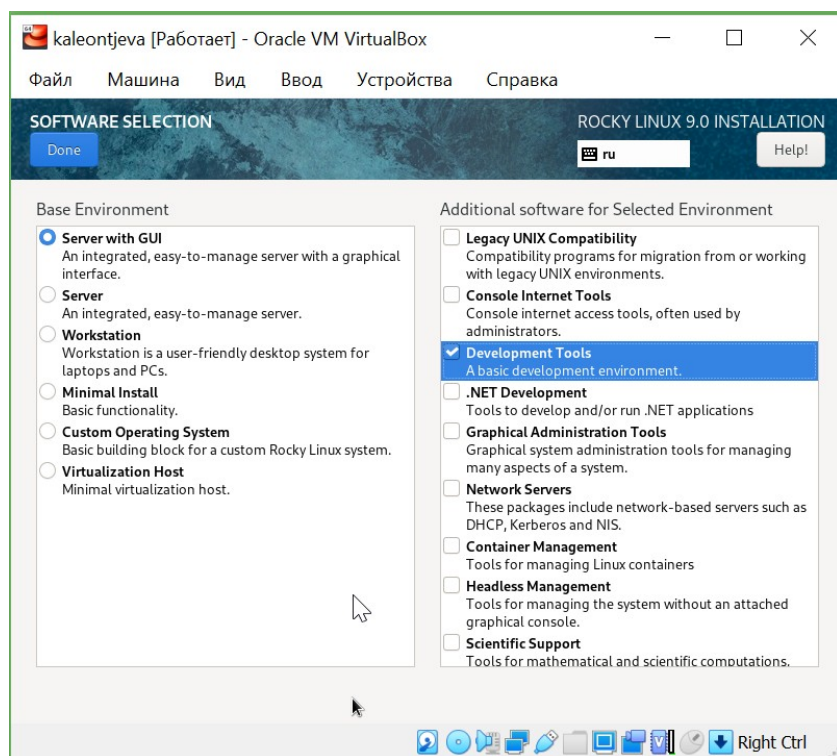 kaleontjeva [Работает] - Oracle VM VirtualBox
Файл Машина Вид Ввод Устройства Справка
SOFTWARE SELECTION
ROCKY LINUX 9.0 INSTALLATION
Done
ru
Help!
Base Environment
Server with GUI
An integrated, easy-to-manage server with a graphical
interface.
Server
An integrated, easy-to-manage server.
Workstation
Workstation is a user-friendly desktop system for
laptops and PCs.
Minimal Install
Basic functionality.
Custom Operating System
Basic building block for a custom Rocky Linux system.
Virtualization Host
Minimal virtualization host.
Additional software for Selected Environment
Legacy UNIX Compatibility
Compatibility programs for migration from or working
with legacy UNIX environments.
Console Internet Tools
Console internet access tools, often used by
administrators.
Development Tools
A basic development environment.
.NET Development
Tools to develop and/or run .NET applications
Graphical Administration Tools
Graphical system administration tools for managing
many aspects of a system.
Network Servers
These packages include network-based servers such as
DHCP, Kerberos and NIS.
Container Management
Tools for managing Linux containers
Headless Management
Tools for managing the system without an attached
graphical console.
Scientific Support
Tools for mathematical and scientific computations.
Right Ctrl